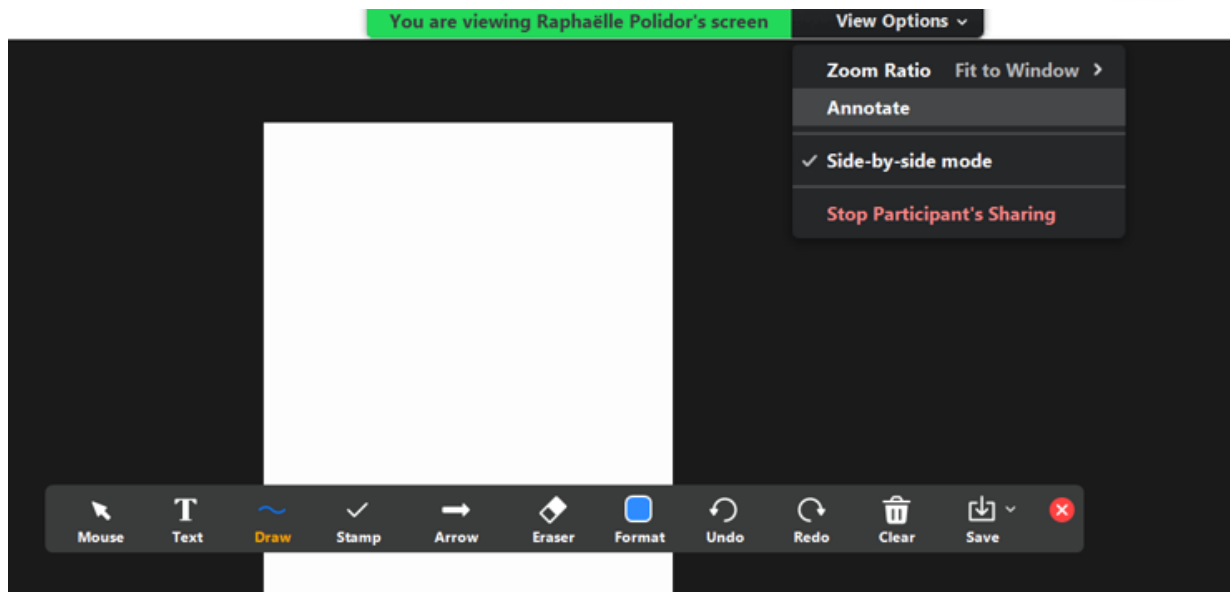 You are viewing Raphaëlle Polidor's screen View Options
Zoom Ratio Fit to Window
Annotate
Side-by-side mode
Stop Participant's Sharing
Mouse Text Draw Stamp Arrow Eraser Format Undo Redo Clear Save